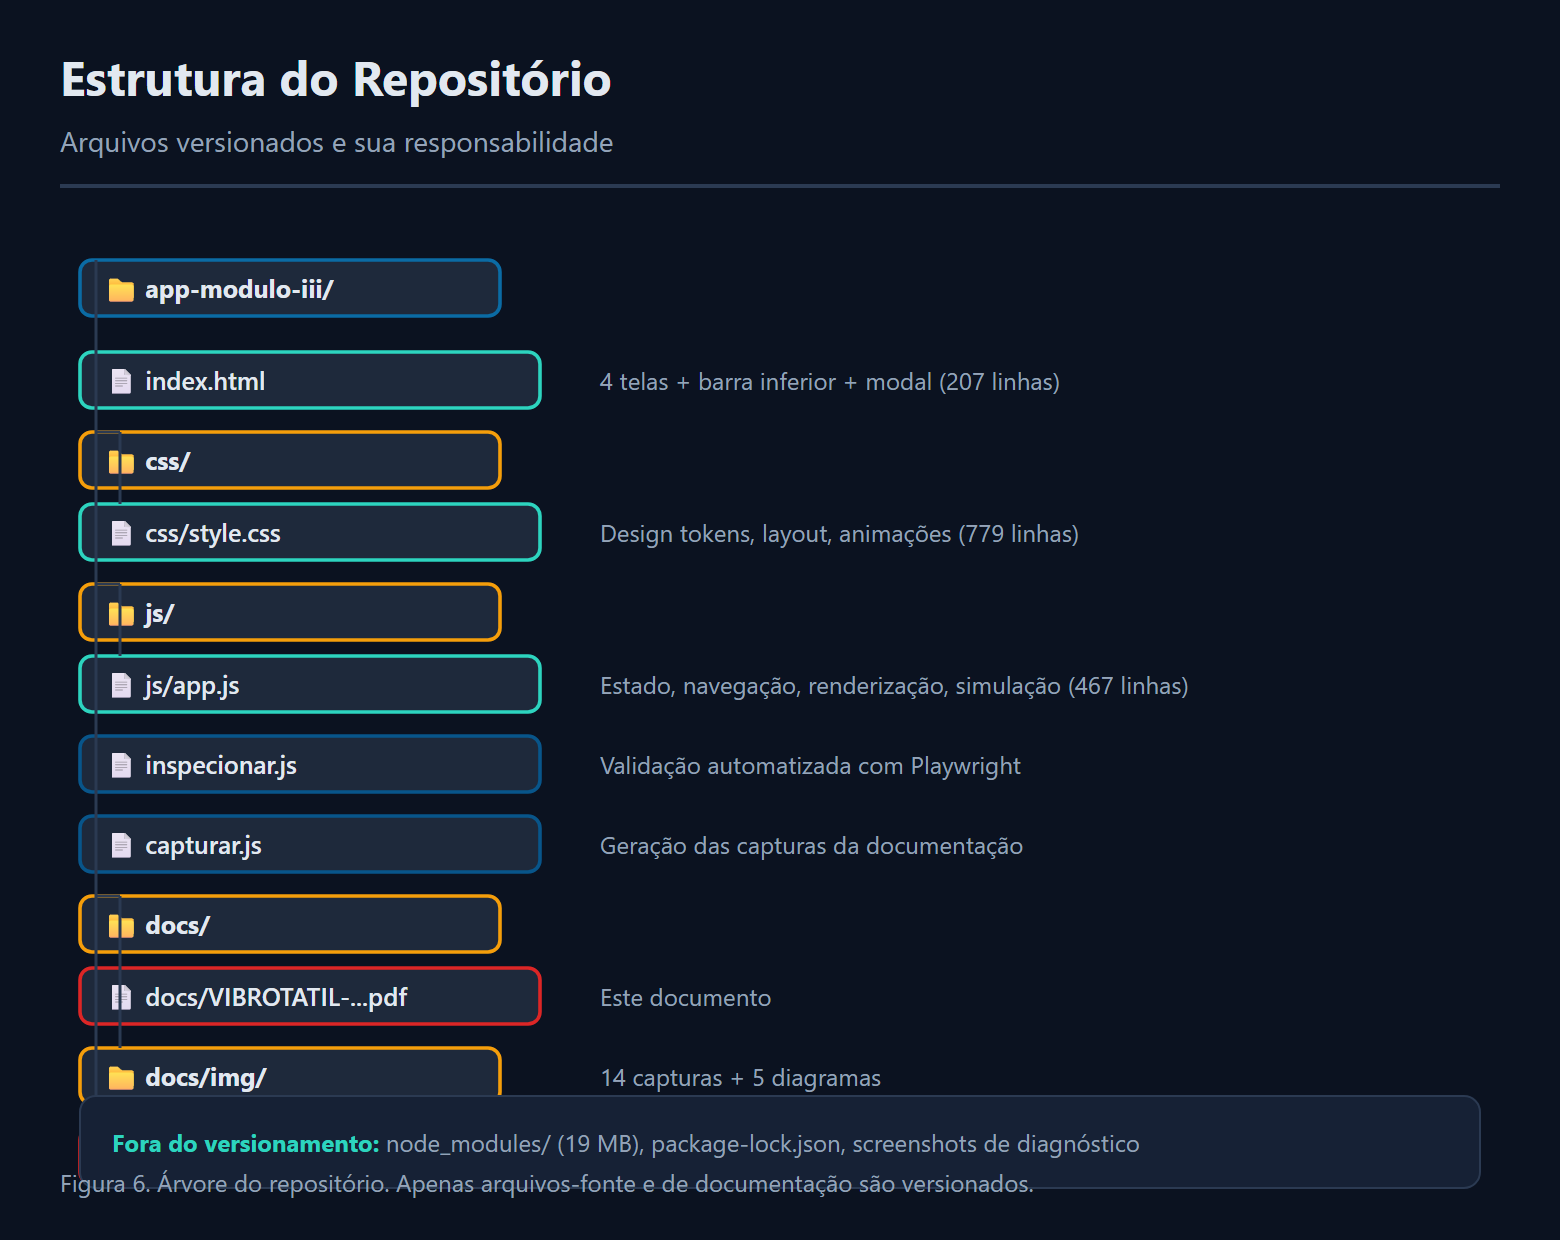 Estrutura do Repositório
Arquivos versionados e sua responsabilidade
app-modulo-iii/
index.html
4 telas + barra inferior + modal (207 linhas)
css/
css/style.css
Design tokens, layout, animações (779 linhas)
js/
js/app.js
Estado, navegação, renderização, simulação (467 linhas)
inspecionar.js
Validação automatizada com Playwright
capturar.js
Geração das capturas da documentação
docs/
docs/VIBROTATIL-...pdf
Este documento
docs/img/
14 capturas + 5 diagramas
Fora do versionamento: node_modules/ (19 MB), package-lock.json, screenshots de diagnóstico
Figura 6. Árvore do repositório. Apenas arquivos-fonte e de documentação são versionados.